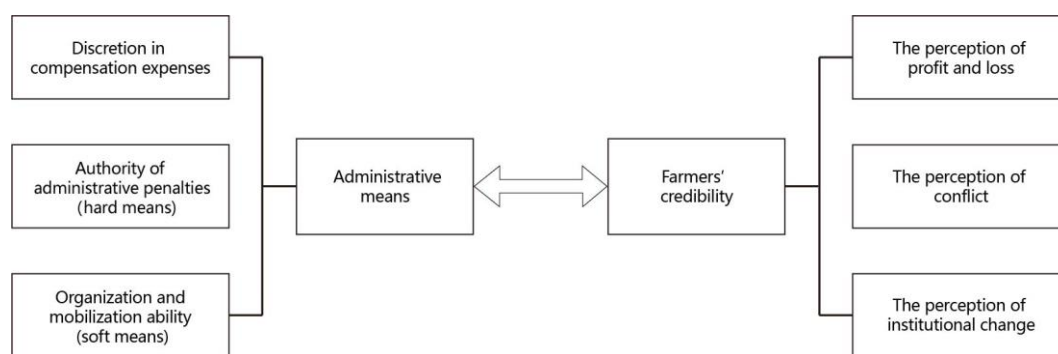 Discretion in
compensation expenses
Authority of
administrative penalties
(hard means)
Organization and
mobilization ability
(soft means)
Administrative
means
Farmers'
credibility
The perception of
profit and loss
The perception of
conflict
The perception of
institutional change